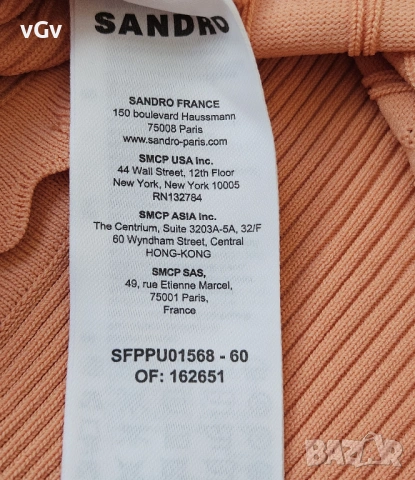 vGv
SANDRO
SANDRO FRANCE
150 boulevard Haussmann
75008 Paris
www.sandro-paris.com
SMCP USA Inc.
44 Wall Street, 12th Floor
New York, New York 10005
RN132784
SMCP ASIA Inc.
The Centrium, Suite 3203A-5A, 32/F
60 Wyndham Street, Central
HONG-KONG
SMCP SAS,
49, rue Etienne Marcel,
75001 Paris,
France
SFPPU01568 - 60
OF: 162651
BAZAR